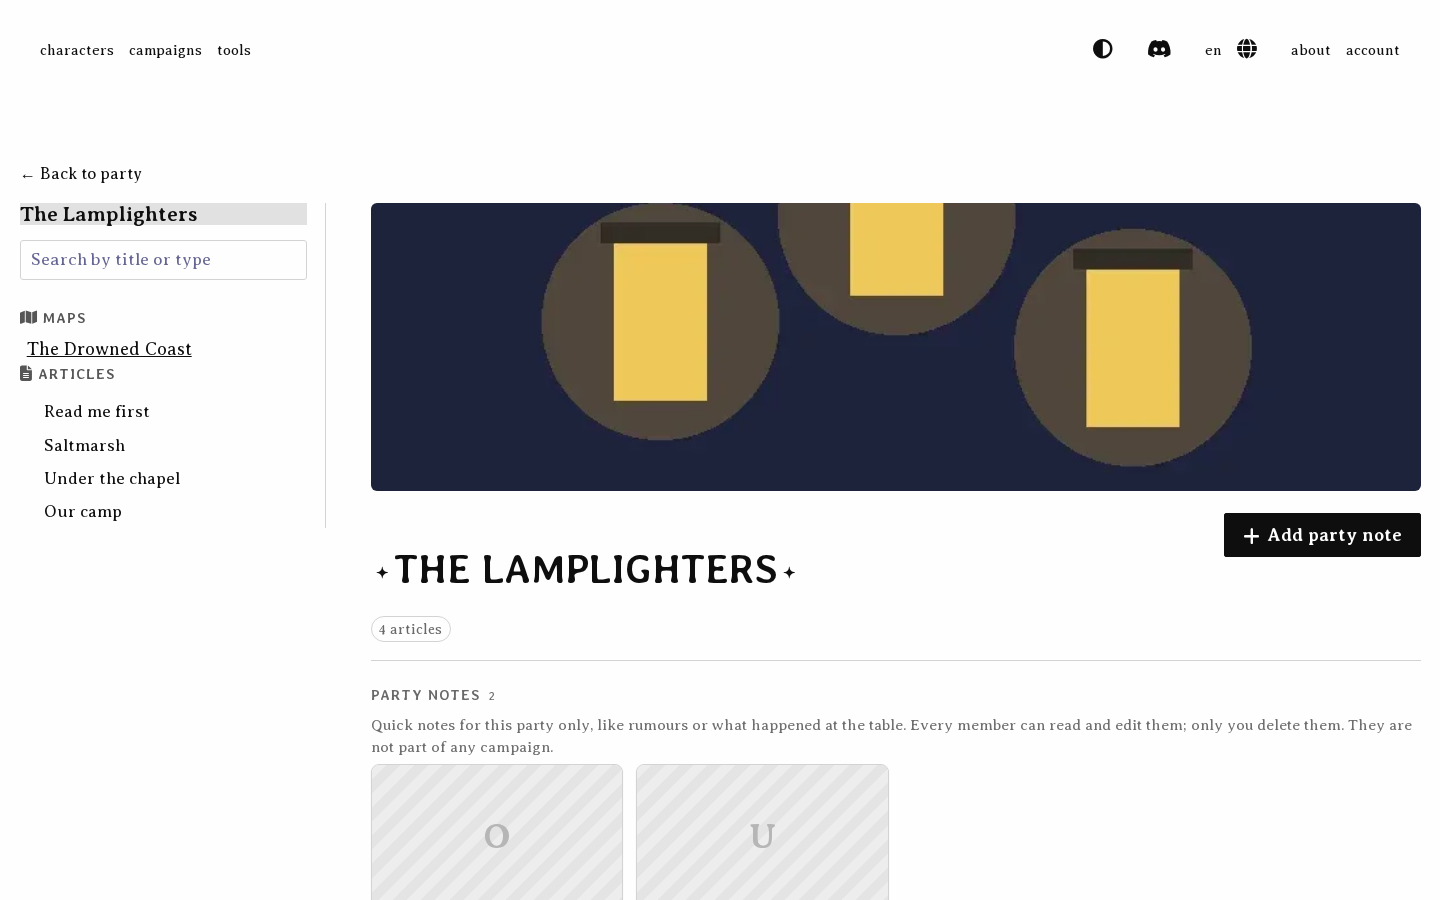 characters campaigns tools
en about account
← Back to party
The Lamplighters
Search by title or type
MAPS
The Drowned Coast
ARTICLES
Read me first
Saltmarsh
Under the chapel
Our camp
+ Add party note
✦ THE LAMPLIGHTERS ✦
4 articles
PARTY NOTES 2
Quick notes for this party only, like rumours or what happened at the table. Every member can read and edit them; only you delete them. They are
not part of any campaign.
O U